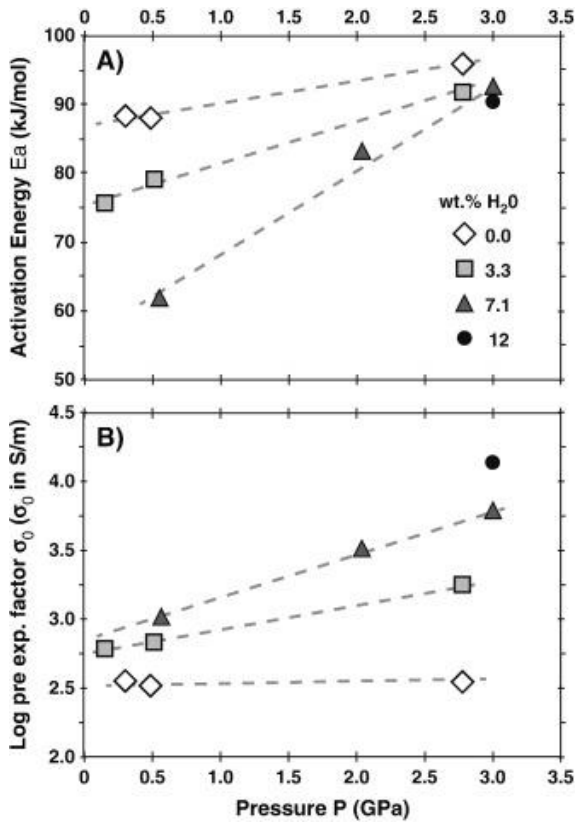 0 0.5 1.0 1.5 2.0 2.5 3.0 3.5
A)
100
90
80
75
60
50
Activation Energy Ea (kJ/mol)
wt.% H₂0
0.0
3.3
7.1
12
B)
4.5
4.0
3.5
3.0
2.5
2.0
Log pre exp. factor σ₀ (σ₀ in S/m)
0 0.5 1.0 1.5 2.0 2.5 3.0 3.5
Pressure P (GPa)